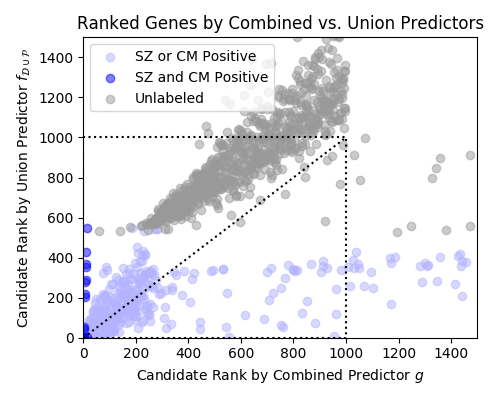 Ranked Genes by Combined vs. Union Predictors
SZ or CM Positive
SZ and CM Positive
Unlabeled
Candidate Rank by Union Predictor f_{𝒟∪𝒫}
1400
1200
1000
800
600
400
200
0
0 200 400 600 800 1000 1200 1400
Candidate Rank by Combined Predictor g